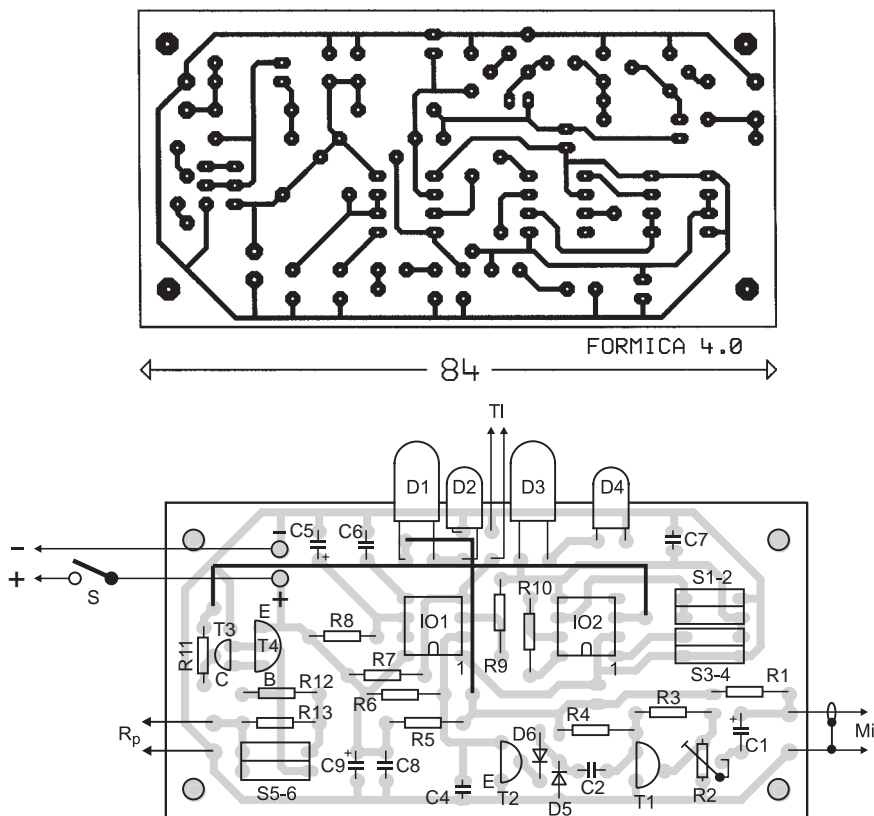 FORMICA 4.0
84
TI
D1
D2
D3
D4
C5
C6
C7
-
+
S
-
+
+
+
S1-2
R10
E
R8
IO1
IO2
T3
T4
R11
R9
S3-4
C
B
R7
1
1
R12
R6
R1
R3
Rp
R13
R5
R4
+
C1
Mi
D6
+
C9
C8
E
C2
S5-6
C4
T2
D5
T1
R2